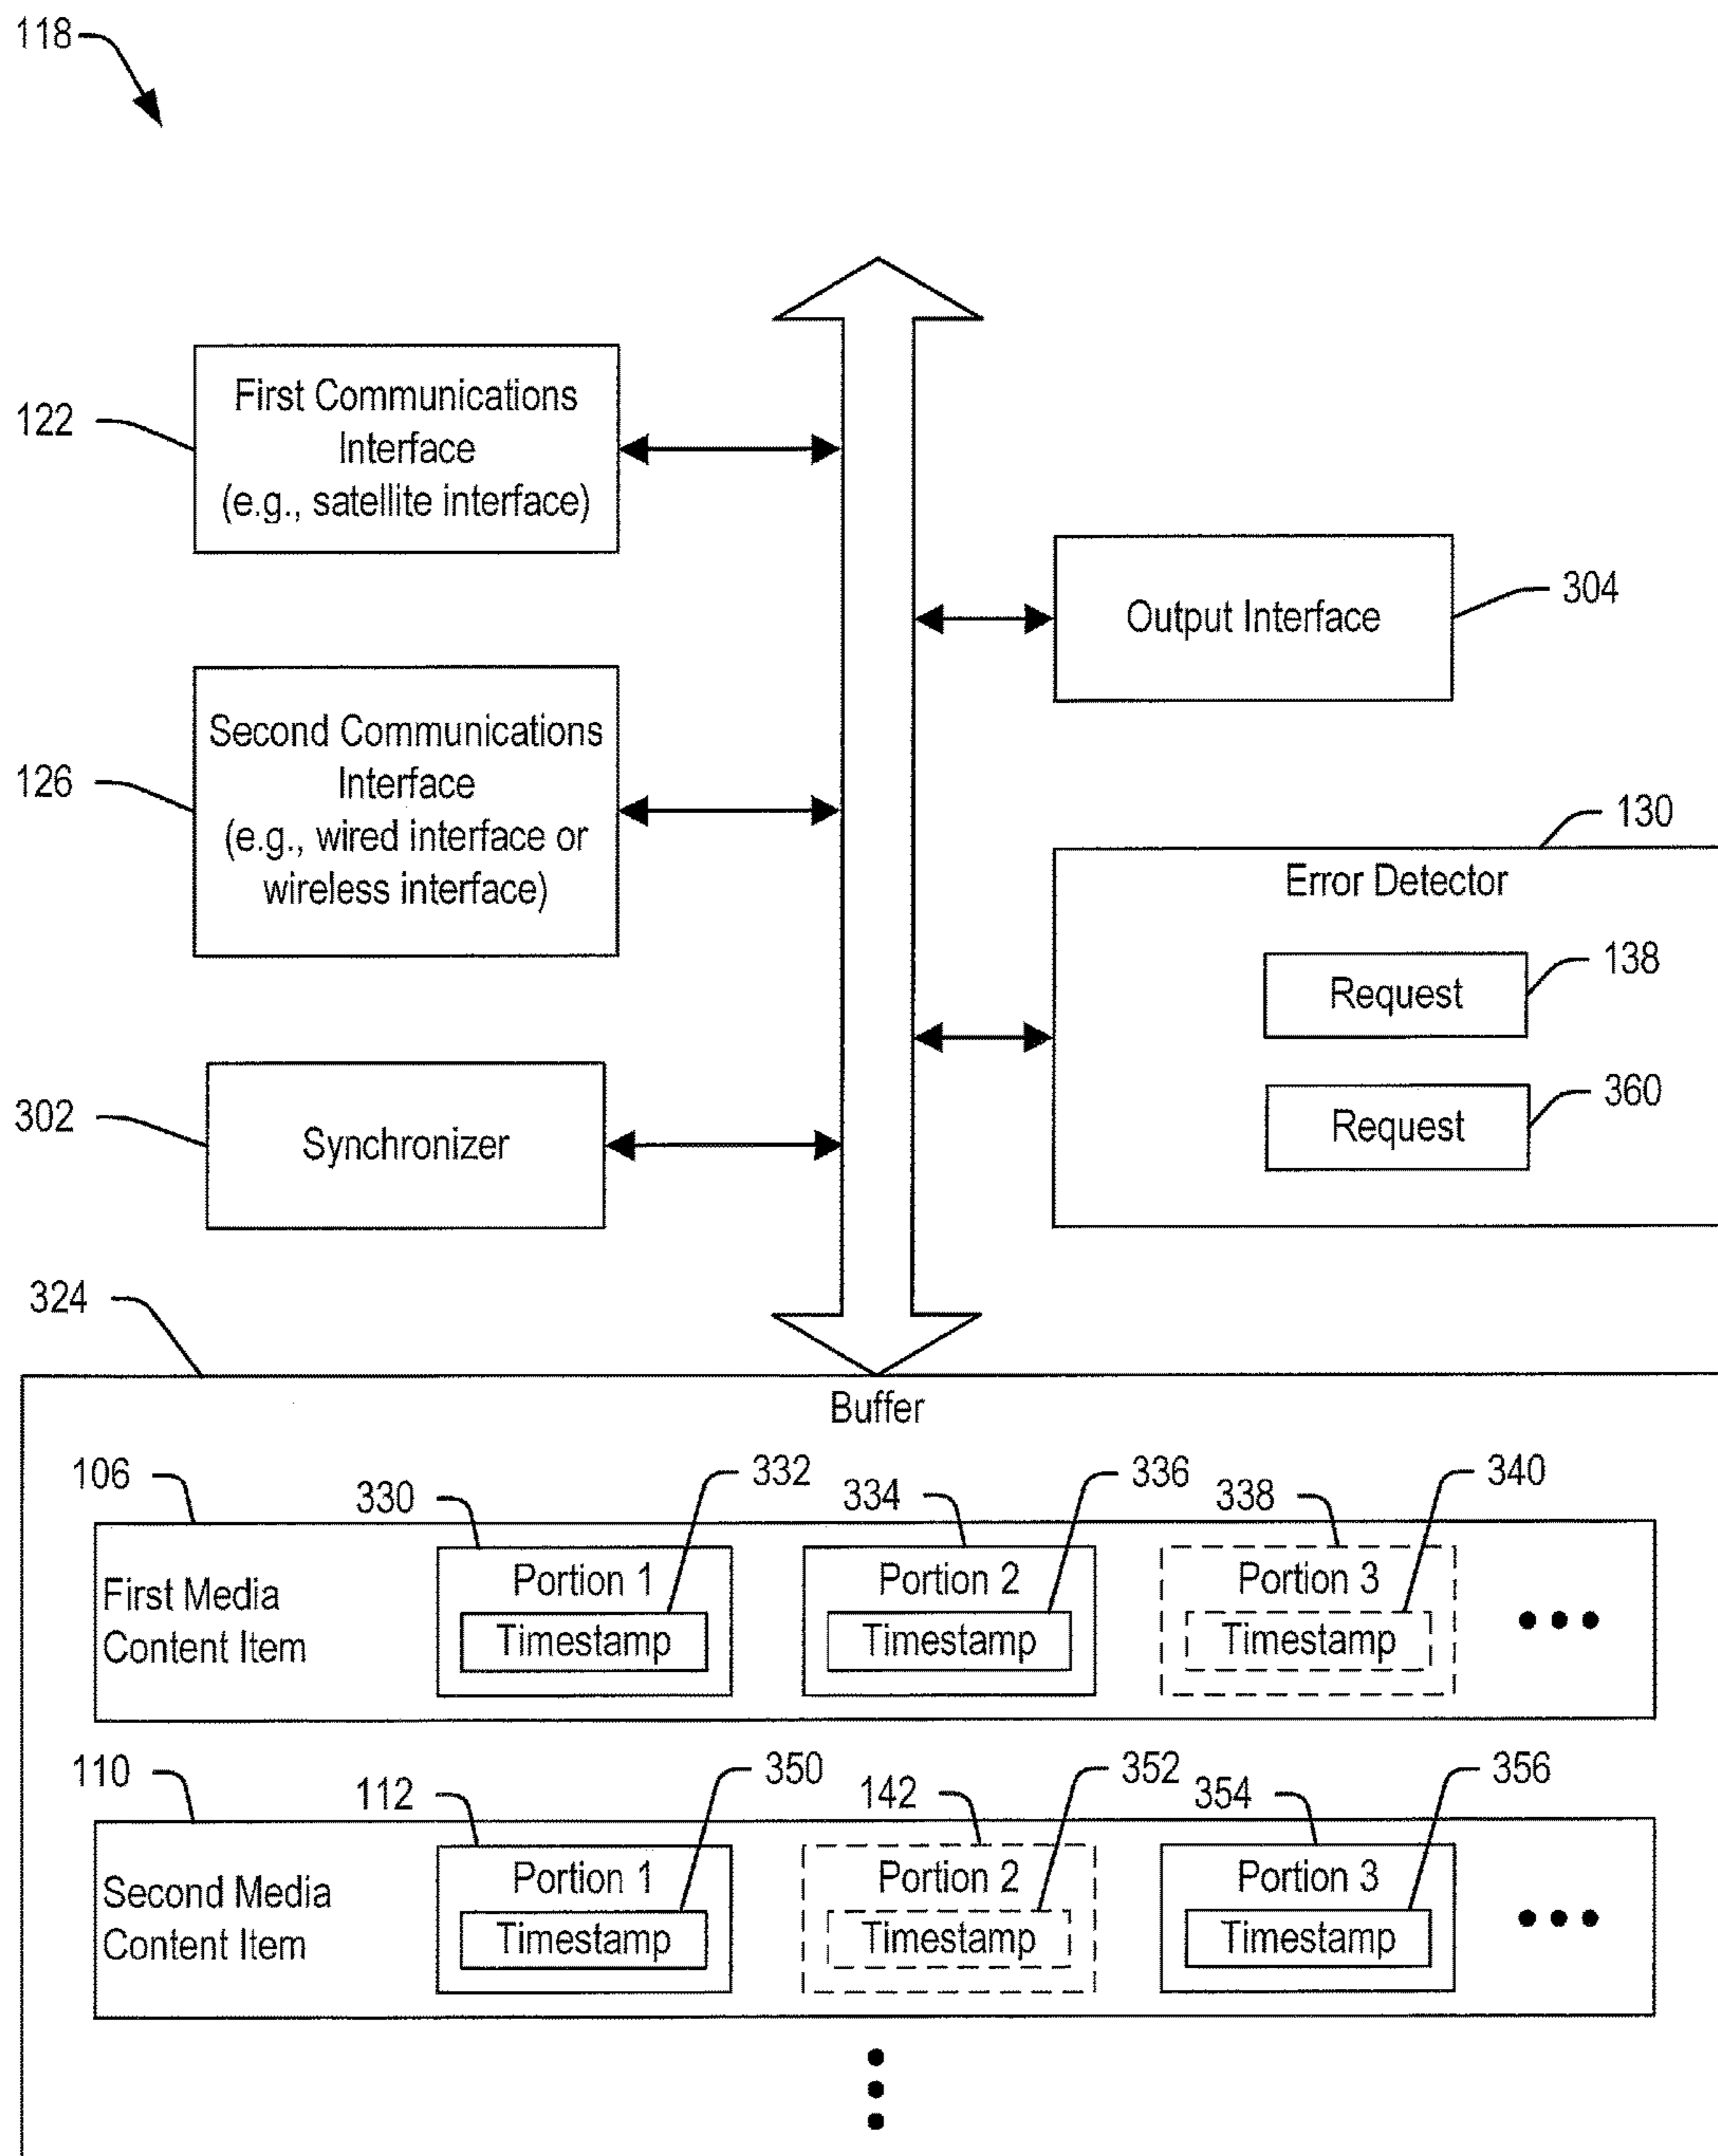 118
First Communications
Interface
(e.g., satellite interface)
122
Output Interface
304
Second Communications
Interface
(e.g., wired interface or
wireless interface)
126
130
Error Detector
Request
138
Request
360
302
Synchronizer
324
Buffer
106
330
332
334
336
338
340
First Media
Content Item
Portion 1
Timestamp
Portion 2
Timestamp
Portion 3
Timestamp
110
112
350
142
352
354
356
Second Media
Content Item
Portion 1
Timestamp
Portion 2
Timestamp
Portion 3
Timestamp